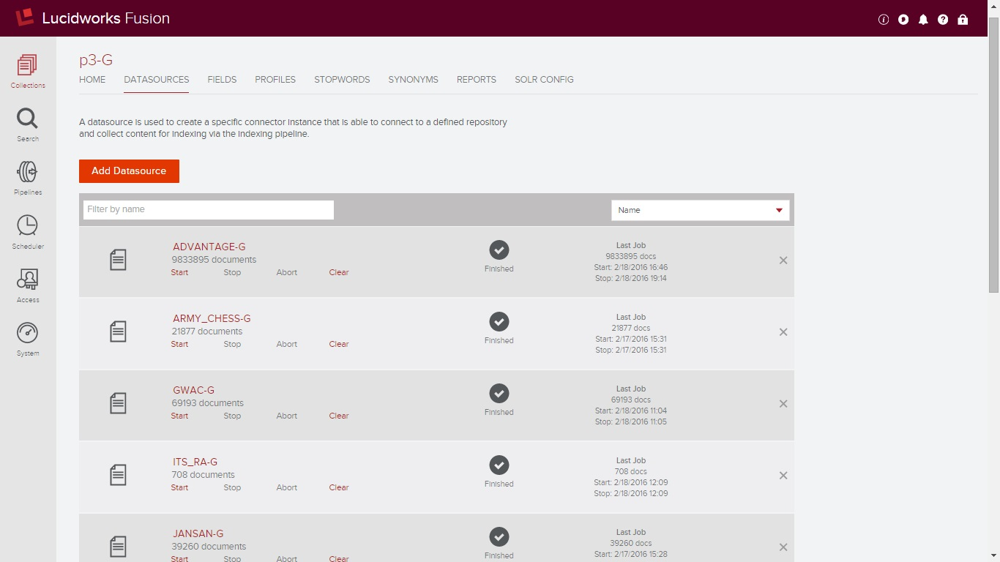 Lucidworks Fusion
p3-G
HOME DATASOURCES FIELDS PROFILES STOPWORDS SYNONYMS REPORTS SOLR CONFIG
Collections
Search
Pipelines
Scheduler
Access
System
A datasource is used to create a specific connector instance that is able to connect to a defined repository
and collect content for indexing via the indexing pipeline.
Add Datasource
Filter by name
Name
ADVANTAGE-G
9833895 documents
Start Stop Abort Clear
Finished
Last Job
9833895 docs
Start: 2/18/2016 16:46
Stop: 2/18/2016 19:14
ARMY_CHESS-G
21877 documents
Start Stop Abort Clear
Finished
Last Job
21877 docs
Start: 2/17/2016 15:31
Stop: 2/17/2016 15:31
GWAC-G
69193 documents
Start Stop Abort Clear
Finished
Last Job
69193 docs
Start: 2/18/2016 11:04
Stop: 2/18/2016 11:05
ITS_RA-G
708 documents
Start Stop Abort Clear
Finished
Last Job
708 docs
Start: 2/18/2016 12:09
Stop: 2/18/2016 12:09
JANSAN-G
39260 documents
Start Stop Abort Clear
Finished
Last Job
39260 docs
Start: 2/17/2016 15:28